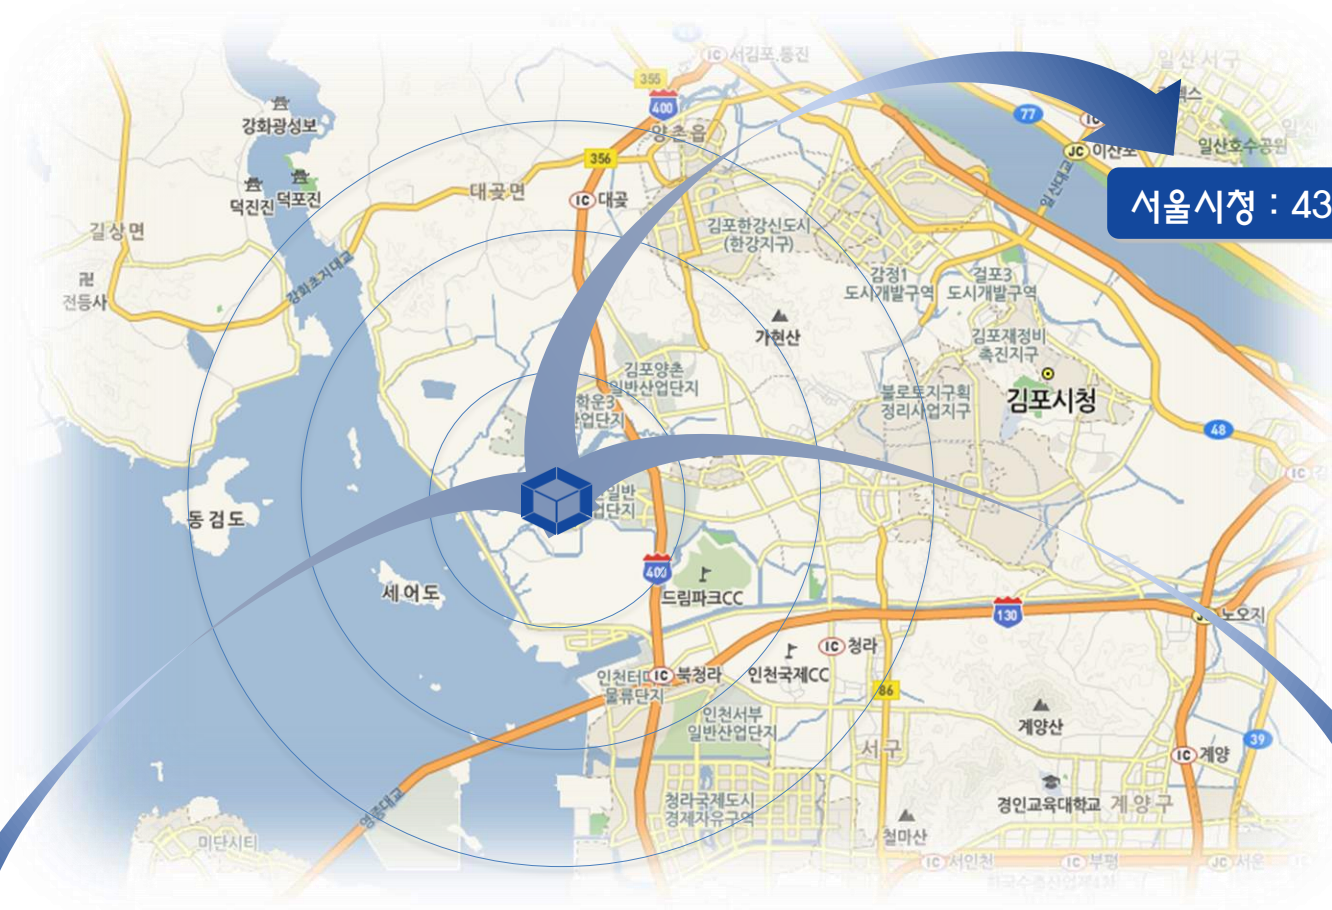 IC 서김포.통진
일산서구
355
400
77
강화광성보
양촌읍
356
JC
일산호수공원
대곶면
IC 대곶
덕진진
덕포진
일산대교
서울시청 : 43
길상면
김포한강신도시
(한강지구)
강화초지대교
감정1
도시개발구역
걸포3
도시개발구역
전등사
가현산
김포재정비
촉진지구
김포양촌
일반산업단지
학운3
불로토지구획
정리사업지구
김포시청
48
IC
동검도
세어도
400
드림파크CC
130
노오지
IC 청라
IC 북청라
인천국제CC
물류단지
86
인천서부
일반산업단지
계양산
서구
39
IC 계양
청라국제도시
경제자유구역
경인교육대학교
계양구
영종대교
철마산
미단시티
IC 서인천
IC 부평
JC 서운